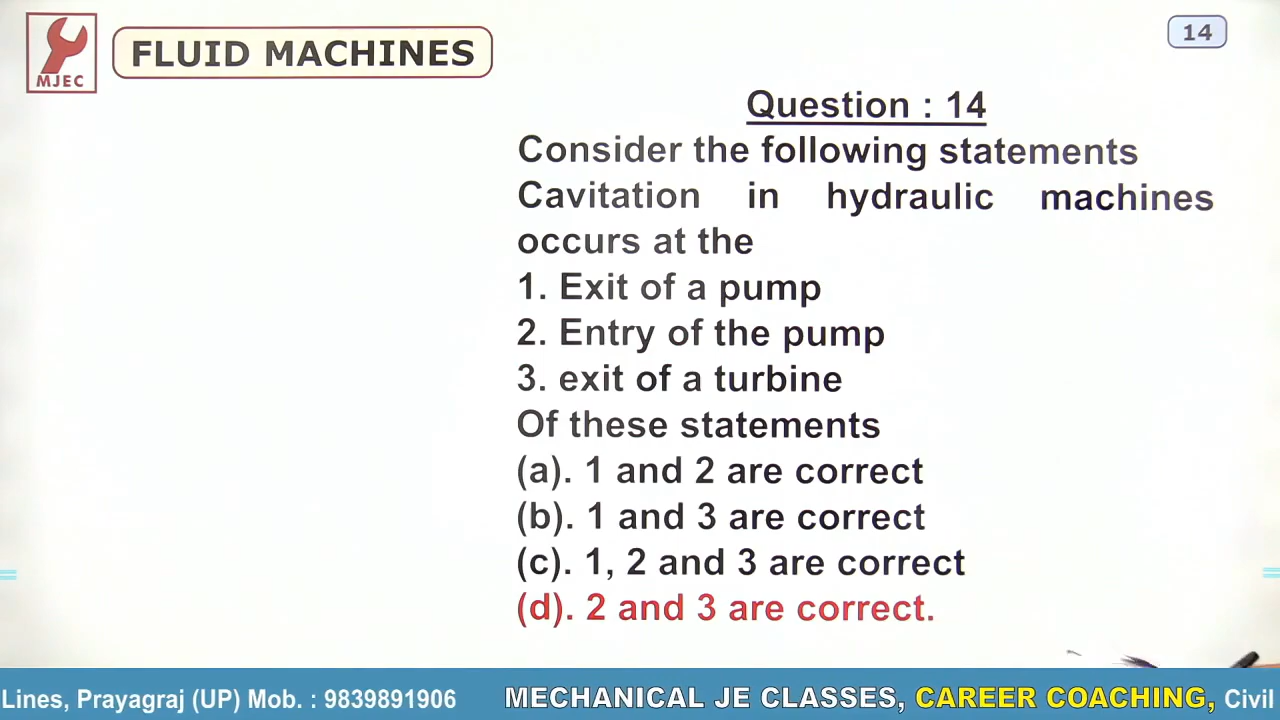 MJEC
FLUID MACHINES
14
Question : 14
Consider the following statements
Cavitation in hydraulic machines
occurs at the
1. Exit of a pump
2. Entry of the pump
3. exit of a turbine
Of these statements
(a). 1 and 2 are correct
(b). 1 and 3 are correct
(c). 1, 2 and 3 are correct
(d). 2 and 3 are correct.
Lines, Prayagraj (UP) Mob. : 9839891906 MECHANICAL JE CLASSES, CAREER COACHING, Civil